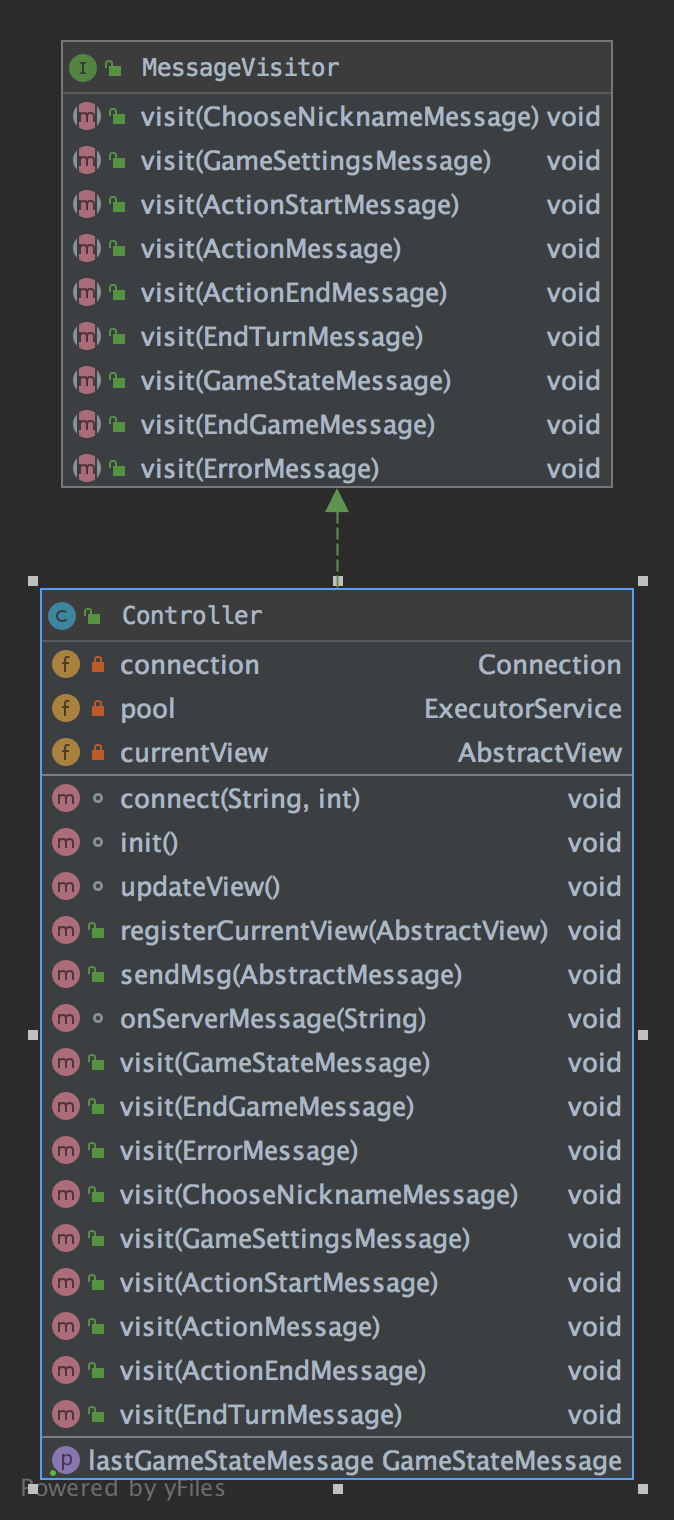 I MessageVisitor
m visit(ChooseNicknameMessage) void
m visit(GameSettingsMessage) void
m visit(ActionStartMessage) void
m visit(ActionMessage) void
m visit(ActionEndMessage) void
m visit(EndTurnMessage) void
m visit(GameStateMessage) void
m visit(EndGameMessage) void
m visit(ErrorMessage) void
C Controller
f connection Connection
f pool ExecutorService
f currentView AbstractView
m connect(String, int) void
m init() void
m updateView() void
m registerCurrentView(AbstractView) void
m sendMsg(AbstractMessage) void
m onServerMessage(String) void
m visit(GameStateMessage) void
m visit(EndGameMessage) void
m visit(ErrorMessage) void
m visit(ChooseNicknameMessage) void
m visit(GameSettingsMessage) void
m visit(ActionStartMessage) void
m visit(ActionMessage) void
m visit(ActionEndMessage) void
m visit(EndTurnMessage) void
p lastGameStateMessage GameStateMessage
Powered by yFiles